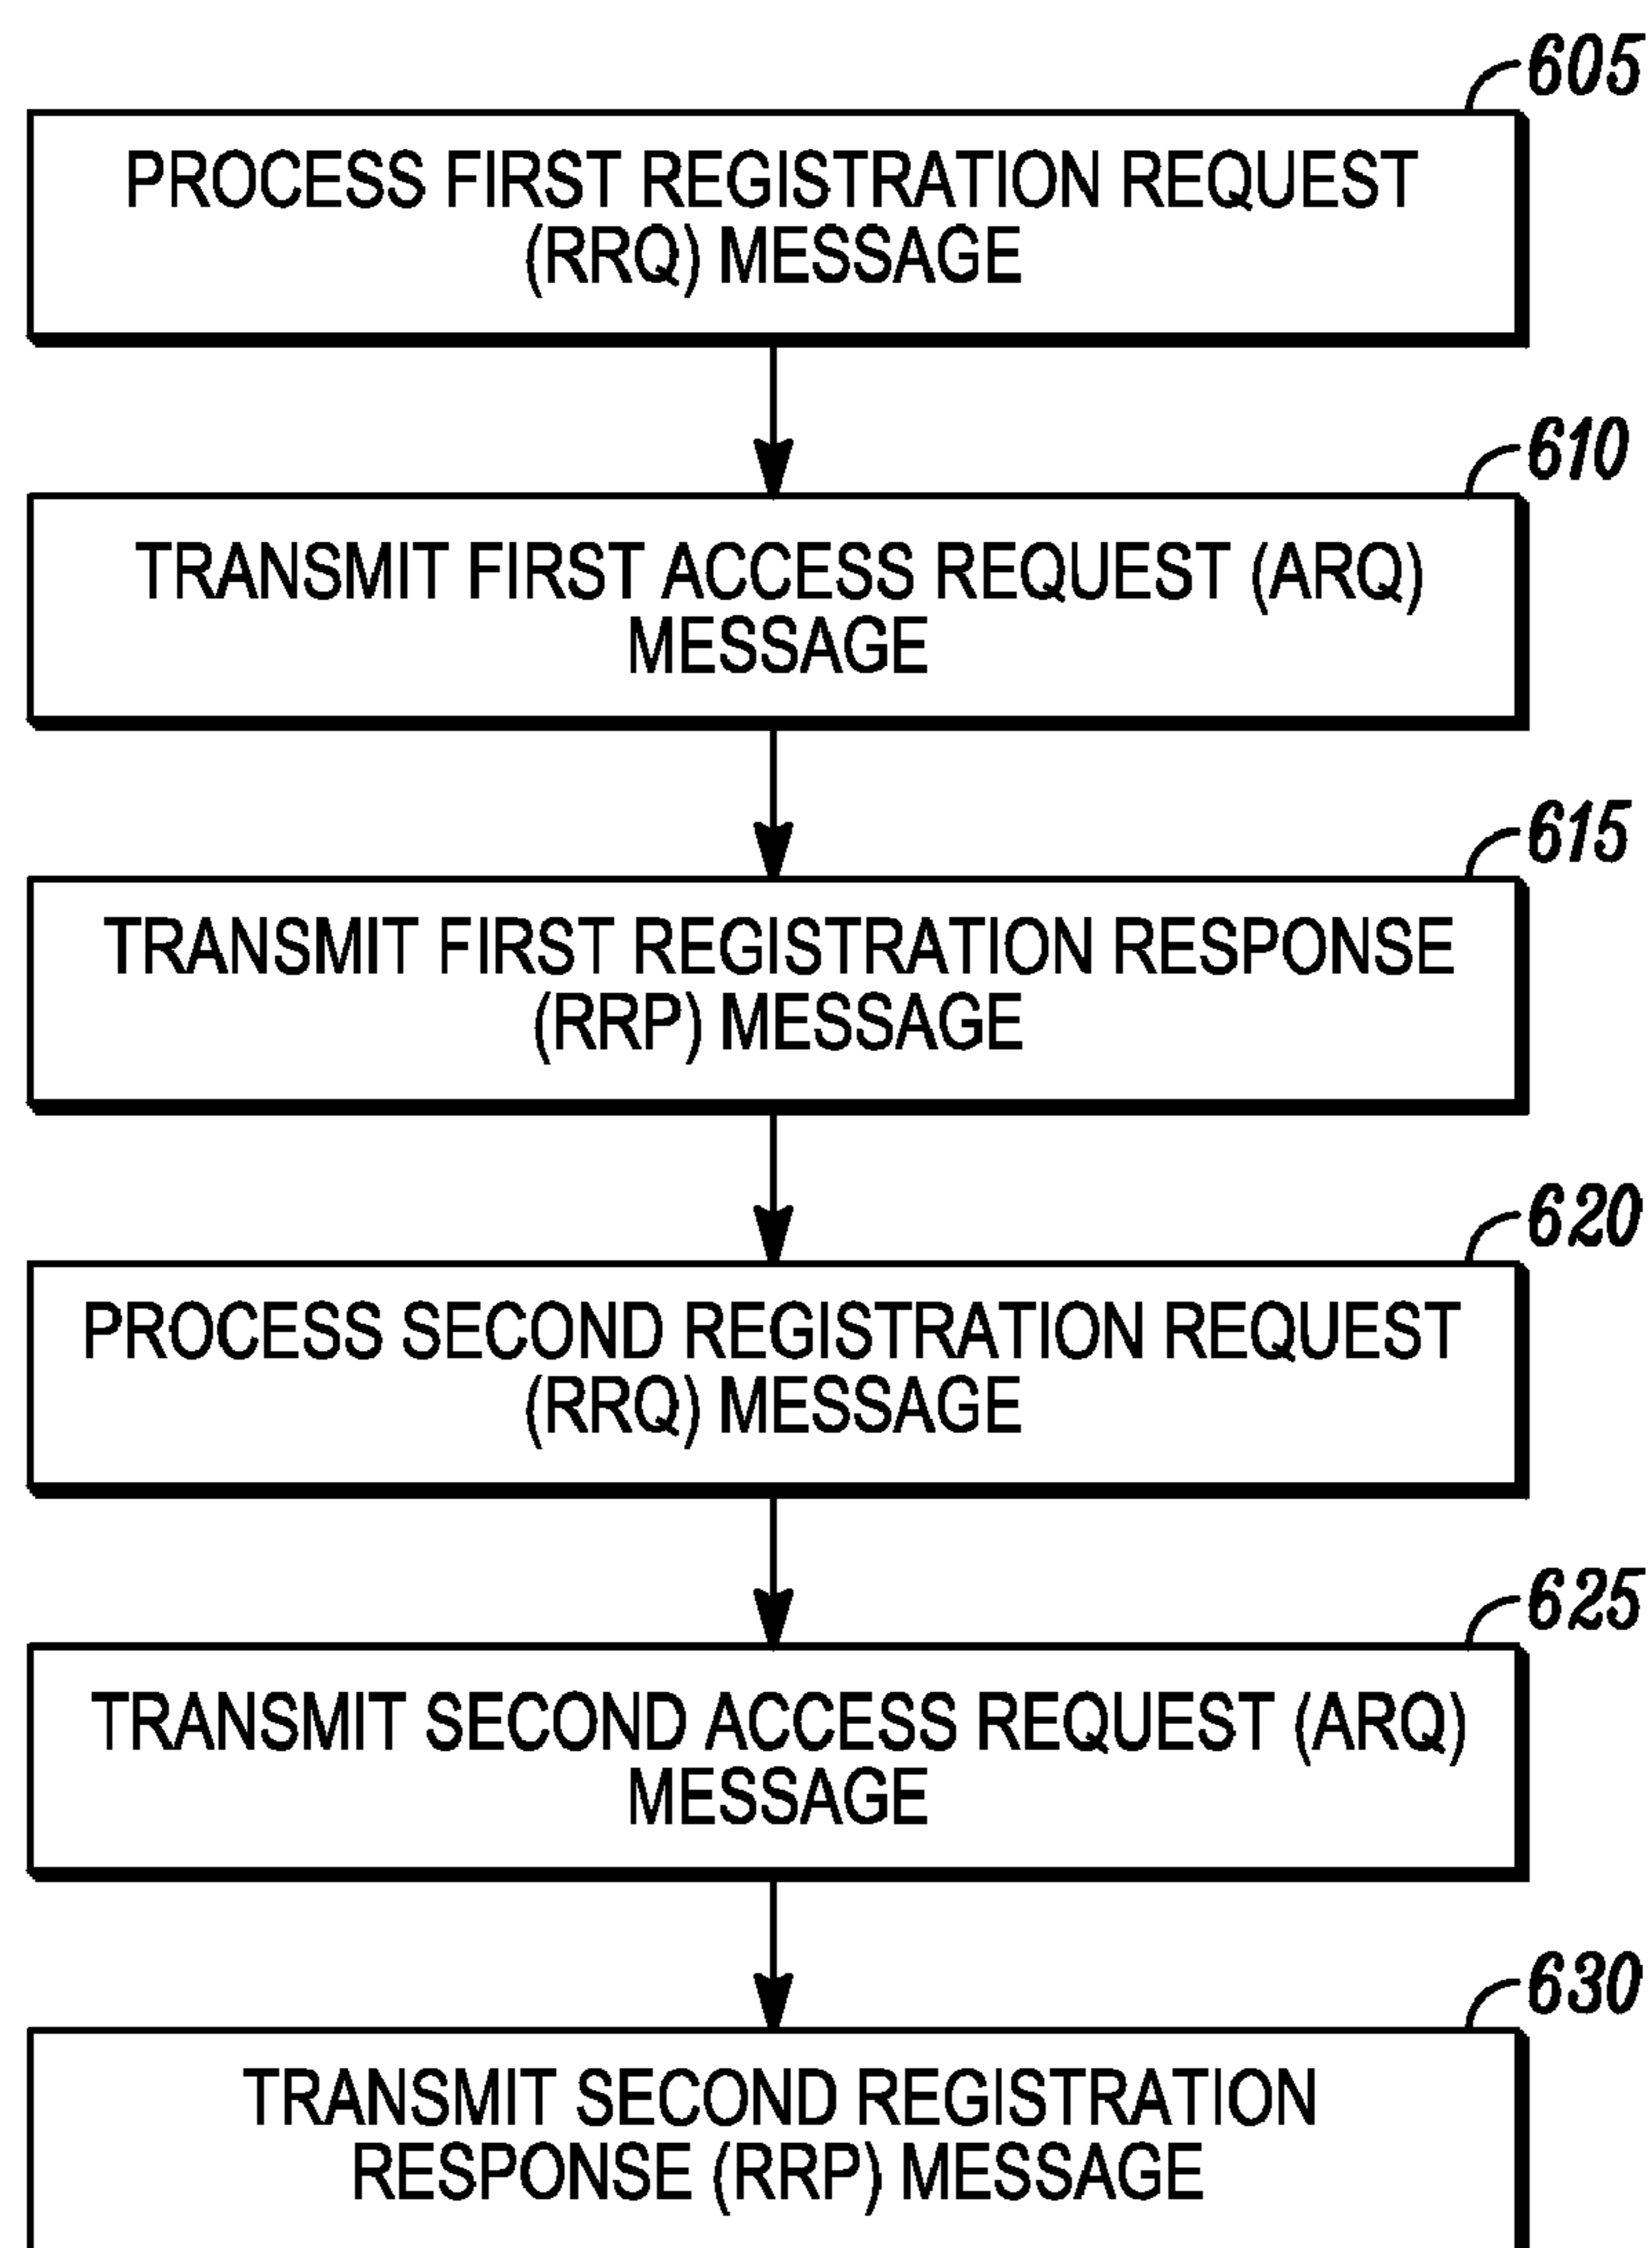 605
PROCESS FIRST REGISTRATION REQUEST
(RRQ) MESSAGE
610
TRANSMIT FIRST ACCESS REQUEST (ARQ)
MESSAGE
615
TRANSMIT FIRST REGISTRATION RESPONSE
(RRP) MESSAGE
620
PROCESS SECOND REGISTRATION REQUEST
(RRQ) MESSAGE
625
TRANSMIT SECOND ACCESS REQUEST (ARQ)
MESSAGE
630
TRANSMIT SECOND REGISTRATION
RESPONSE (RRP) MESSAGE